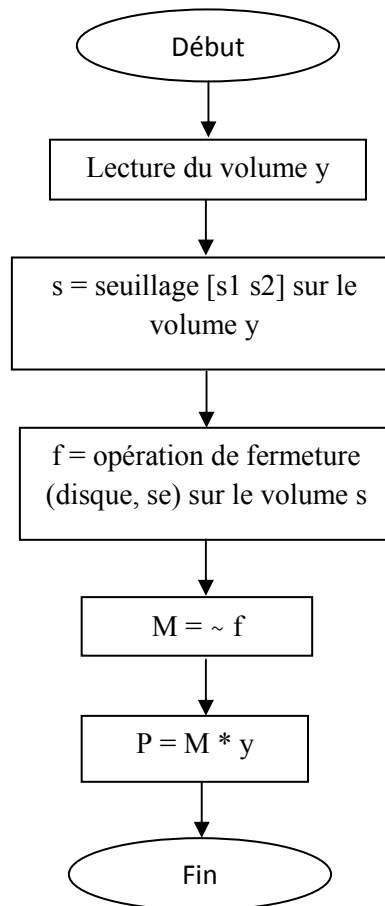 Début
Lecture du volume y
s = seuillage [s1 s2] sur le
volume y
f = opération de fermeture
(disque, se) sur le volume s
M = ~ f
P = M * y
Fin